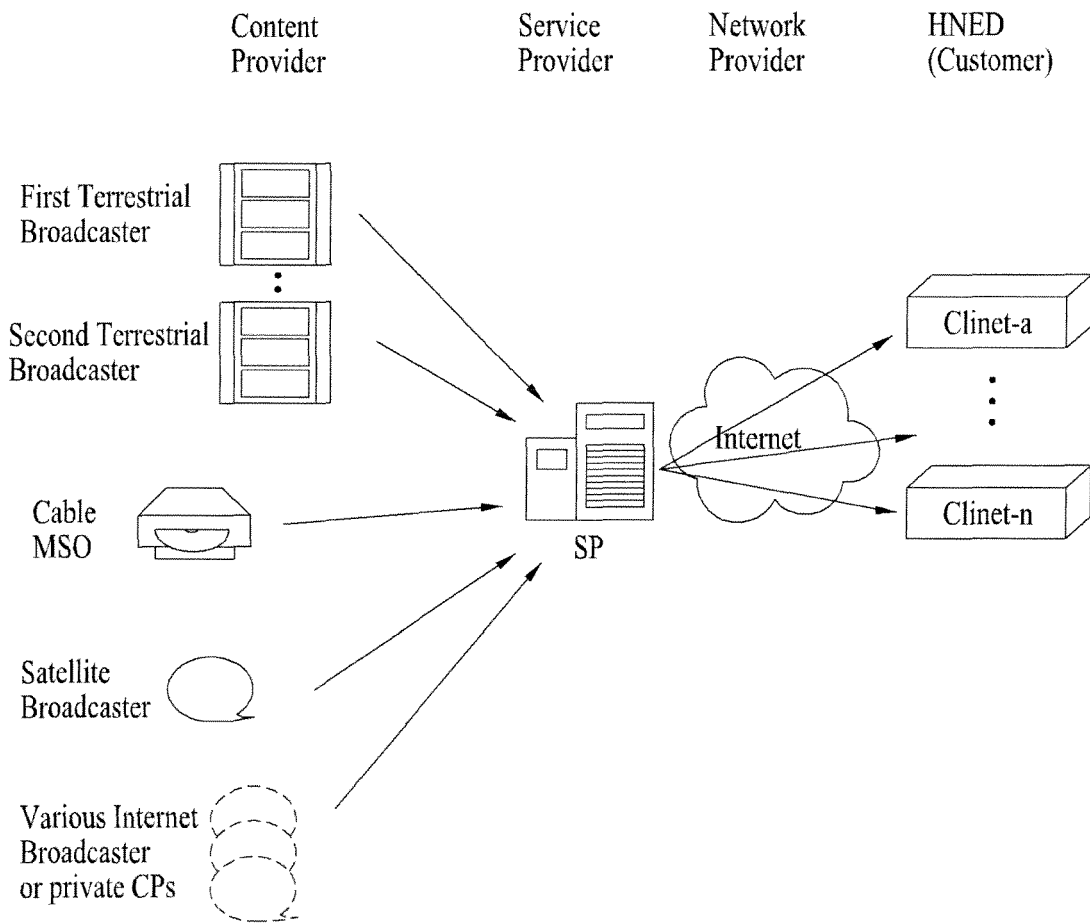 Content
Provider
Service
Provider
Network
Provider
HNED
(Customer)
First Terrestrial
Broadcaster
Second Terrestrial
Broadcaster
Clinet-a
Internet
Cable
MSO
SP
Clinet-n
Satellite
Broadcaster
Various Internet
Broadcaster
or private CPs